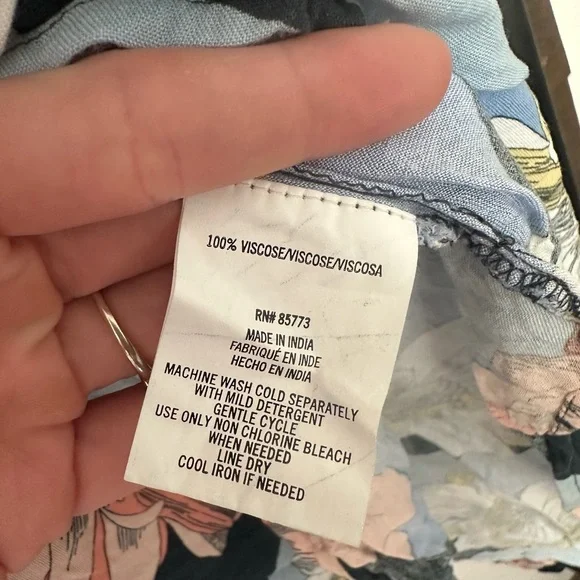 100% VISCOSE/VISCOSE/VISCOSA
RN# 85773
MADE IN INDIA
FABRIQUÉ EN INDE
HECHO EN INDIA
MACHINE WASH COLD SEPARATELY
WITH MILD DETERGENT
GENTLE CYCLE
USE ONLY NON CHLORINE BLEACH
WHEN NEEDED
LINE DRY
COOL IRON IF NEEDED